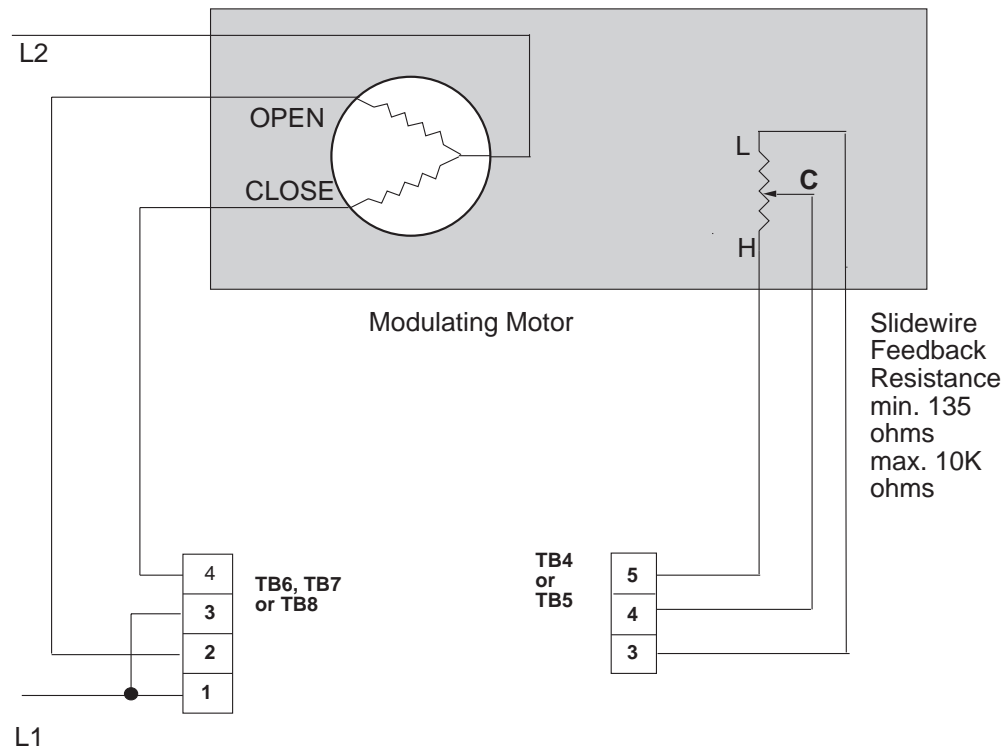 L2
OPEN
CLOSE
L
C
H
Modulating Motor
Slidewire
Feedback
Resistance
min. 135
ohms
max. 10K
ohms
4
3
2
1
TB6, TB7
or TB8
TB4
or
TB5
5
4
3
L1